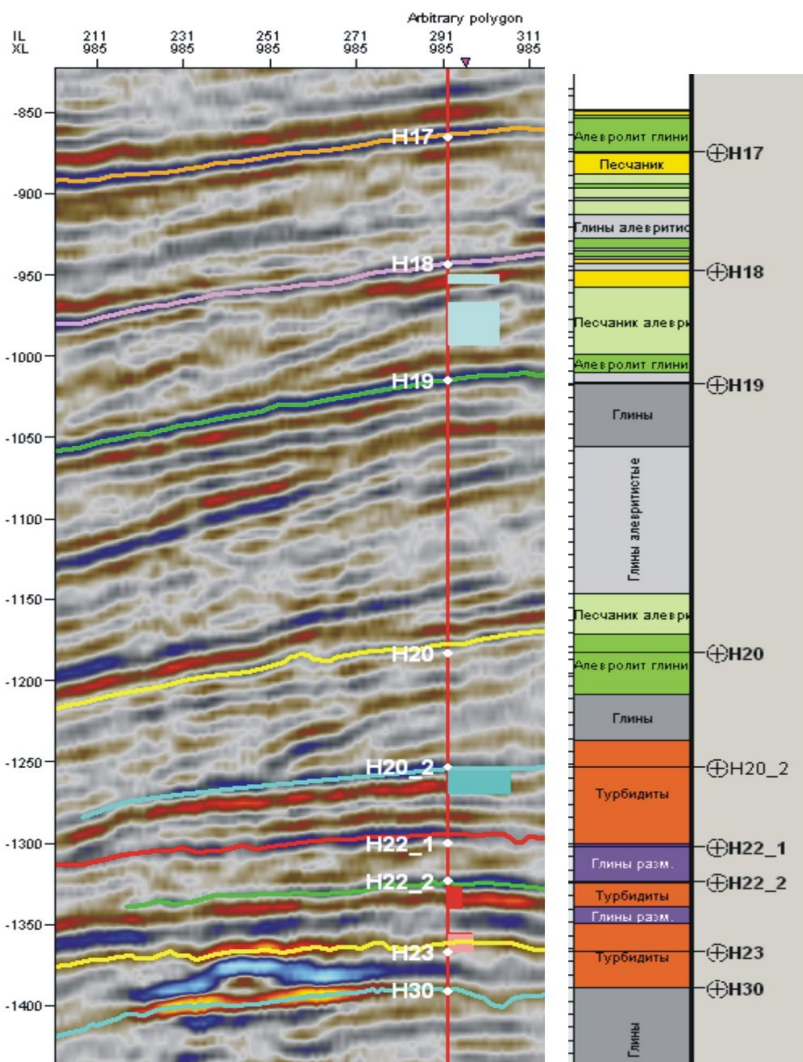 Arbitrary polygon
IL 211 231 251 271 291 311
XL 985 985 985 985 985 985
-850
-900
-950
-1000
-1050
-1100
-1150
-1200
-1250
-1300
-1350
-1400
H17
H18
H19
H20
H20_2
H22_1
H22_2
H23
H30
Алевролит глини
Песчаник
Глины алевритис
Песчаник алеври
Алевролит глини
Глины
Глины алевритистые
Песчаник алеври
Алевролит глини
Глины
Турбидиты
Глины разм.
Турбидиты
Глины разм.
Турбидиты
Глины
H17
H18
H19
H20
H20_2
H22_1
H22_2
H23
H30